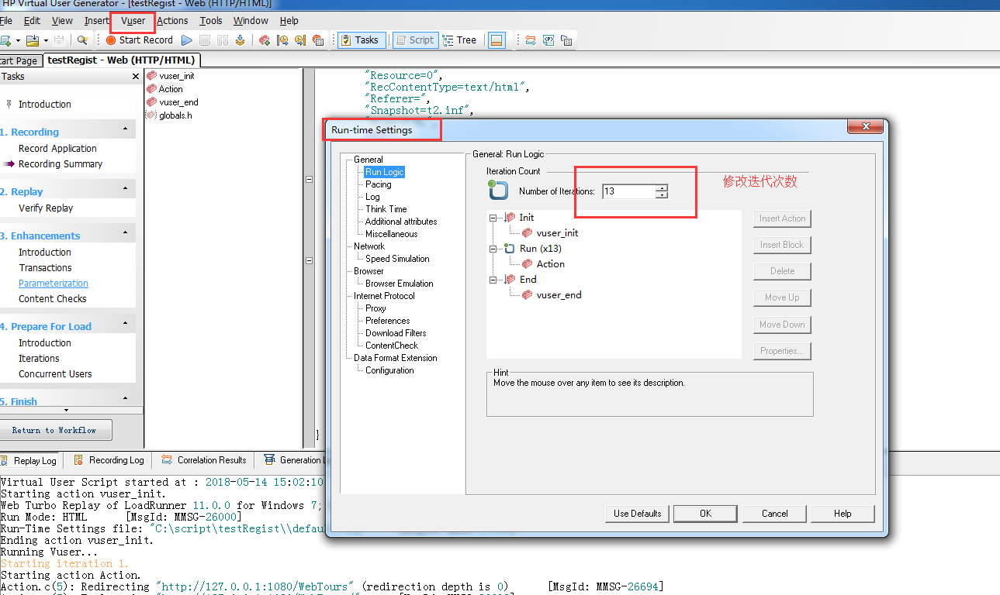 HP Virtual User Generator - [testRegist - Web (HTTP/HTML)]
File Edit View Insert Vuser Actions Tools Window Help
Start Record Tasks Script Tree
tart Page testRegist - Web (HTTP/HTML)
Tasks
Introduction
1. Recording
Record Application
Recording Summary
2. Replay
Verify Replay
3. Enhancements
Introduction
Transactions
Parameterization
Content Checks
4. Prepare For Load
Introduction
Iterations
Concurrent Users
5. Finish
Return to Workflow
vuser_init
Action
vuser_end
globals.h
"Resource=0",
"RecContentType=text/html",
"Referer=",
"Snapshot=t2.inf",
}
Run-time Settings
General
Run Logic
Pacing
Log
Think Time
Additional attributes
Miscellaneous
Network
Speed Simulation
Browser
Browser Emulation
Internet Protocol
Proxy
Preferences
Download Filters
ContentCheck
Data Format Extension
Configuration
General: Run Logic
Iteration Count
Number of Iterations: 13
修改迭代次数
Init
vuser_init
Run (x13)
Action
End
vuser_end
Insert Action
Insert Block
Delete
Move Up
Move Down
Properties...
Hint
Move the mouse over any item to see its description.
Use Defaults OK Cancel Help
Replay Log Recording Log Correlation Results Generation L
Virtual User Script started at : 2018-05-14 15:02:10
Starting action vuser_init.
Web Turbo Replay of LoadRunner 11.0.0 for Windows 7;
Run Mode: HTML [MsgId: MMSG-26000]
Run-Time Settings file: "C:\script\testRegist\\defau
Ending action vuser_init.
Running Vuser...
Starting iteration 1.
Starting action Action.
Action.c(5): Redirecting "http://127.0.0.1:1080/WebTours" (redirection depth is 0) [MsgId: MMSG-26694]